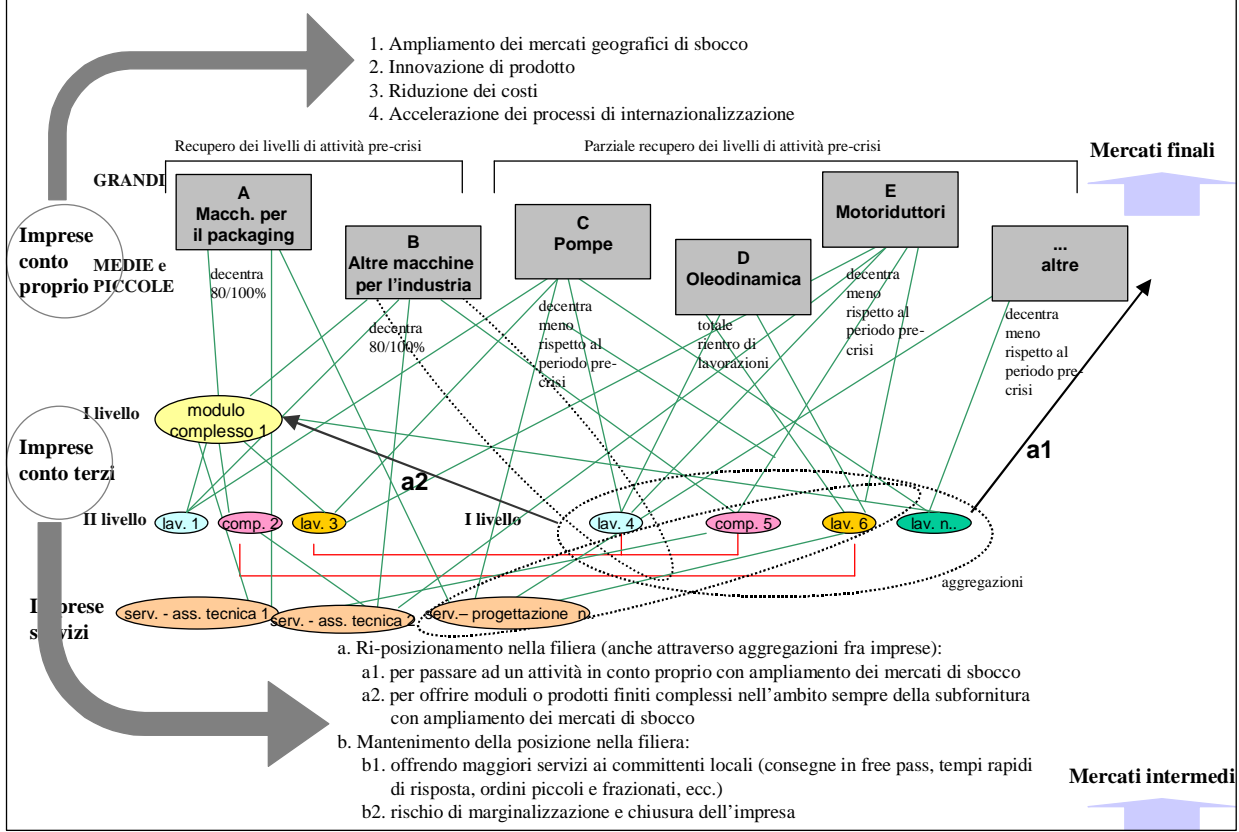 1. Ampliamento dei mercati geografici di sbocco
2. Innovazione di prodotto
3. Riduzione dei costi
4. Accelerazione dei processi di internazionalizzazione
Recupero dei livelli di attività pre-crisi
Parziale recupero dei livelli di attività pre-crisi
Mercati finali
GRANDI
Imprese
conto
proprio
MEDIE e
PICCOLE
A
Macch. per
il packaging
B
Altre macchine
per l'industria
C
Pompe
D
Oleodinamica
E
Motoriduttori
...
altre
decentra
80/100%
decentra
80/100%
decentra
meno
rispetto al
periodo pre-
crisi
totale
rientro di
lavorazioni
decentra
meno
rispetto al
periodo pre-
crisi
decentra
meno
rispetto al
periodo pre-
crisi
I livello
modulo
complesso 1
Imprese
conto terzi
a2
a1
II livello
lav. 1
comp. 2
lav. 3
I livello
lav. 4
comp. 5
lav. 6
lav. n..
aggregazioni
Imprese
servizi
serv. - ass. tecnica 1
serv. - ass. tecnica 2
serv.– progettazione n..
a. Ri-posizionamento nella filiera (anche attraverso aggregazioni fra imprese):
a1. per passare ad un attività in conto proprio con ampliamento dei mercati di sbocco
a2. per offrire moduli o prodotti finiti complessi nell'ambito sempre della subfornitura
con ampliamento dei mercati di sbocco
b. Mantenimento della posizione nella filiera:
b1. offrendo maggiori servizi ai committenti locali (consegne in free pass, tempi rapidi
di risposta, ordini piccoli e frazionati, ecc.)
b2. rischio di marginalizzazione e chiusura dell'impresa
Mercati intermedi